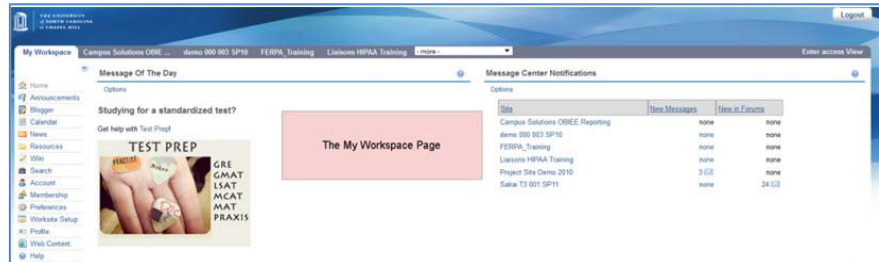 THE UNIVERSITY
of NORTH CAROLINA
at CHAPEL HILL
Logout
My Workspace Campus Solutions OBIE ... demo 000 003 SP10 FERPA_Training Liaisons HIPAA Training - more - Enter access View
Home
Announcements
Blogger
Calendar
News
Resources
Wiki
Search
Account
Membership
Preferences
Worksite Setup
Profile
Web Content
Help
Message Of The Day
Options
Studying for a standardized test?
Get help with Test Prep!
TEST PREP
PRACTICE
Makes
GRE
GMAT
LSAT
MCAT
MAT
PRAXIS
The My Workspace Page
Message Center Notifications
Options
Site New Messages New in Forums
Campus Solutions OBIEE Reporting none none
demo 000 003 SP10 none none
FERPA_Training none none
Liaisons HIPAA Training none none
Project Site Demo 2010 3 none
Sakai T3 001 SP11 none 24